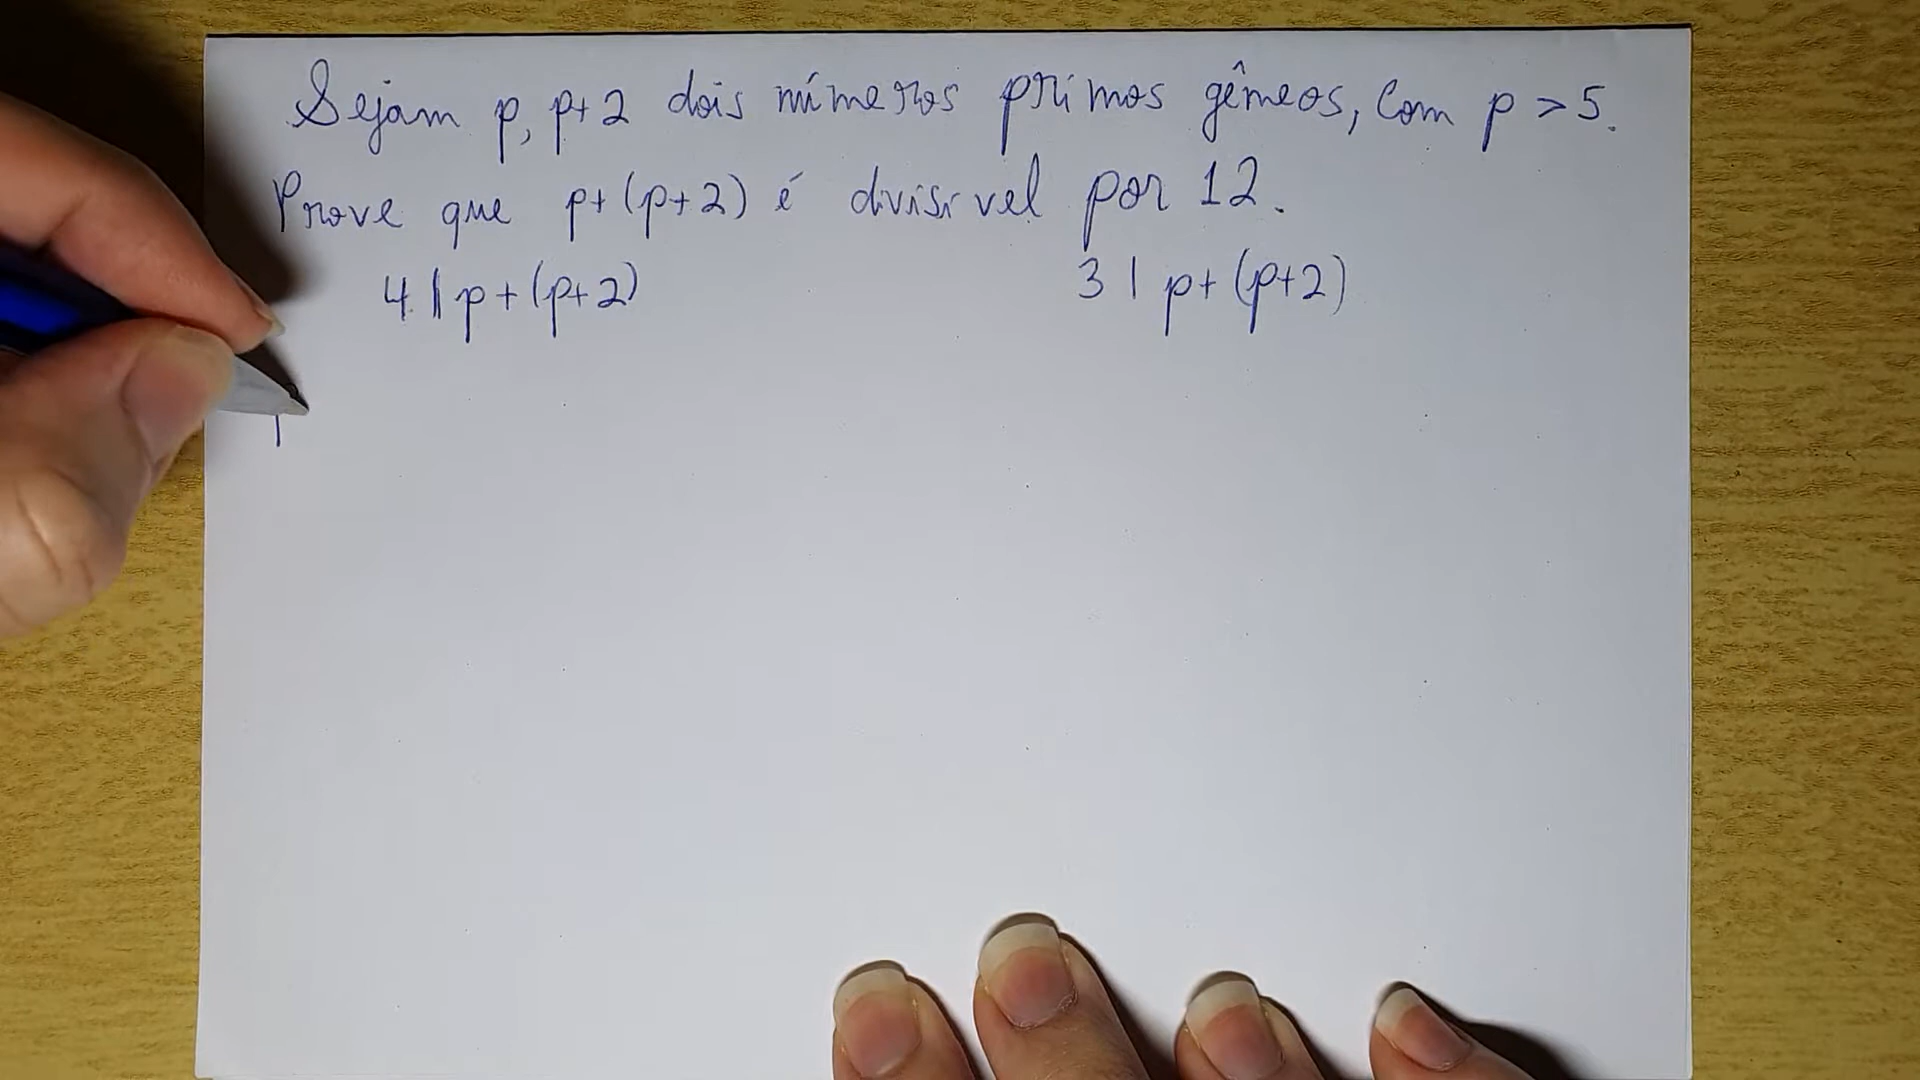 Sejam p, p+2 dois números primos gêmeos, com p > 5.
Prove que p+(p+2) é divisível por 12.
4 | p+(p+2) 3 | p+(p+2)